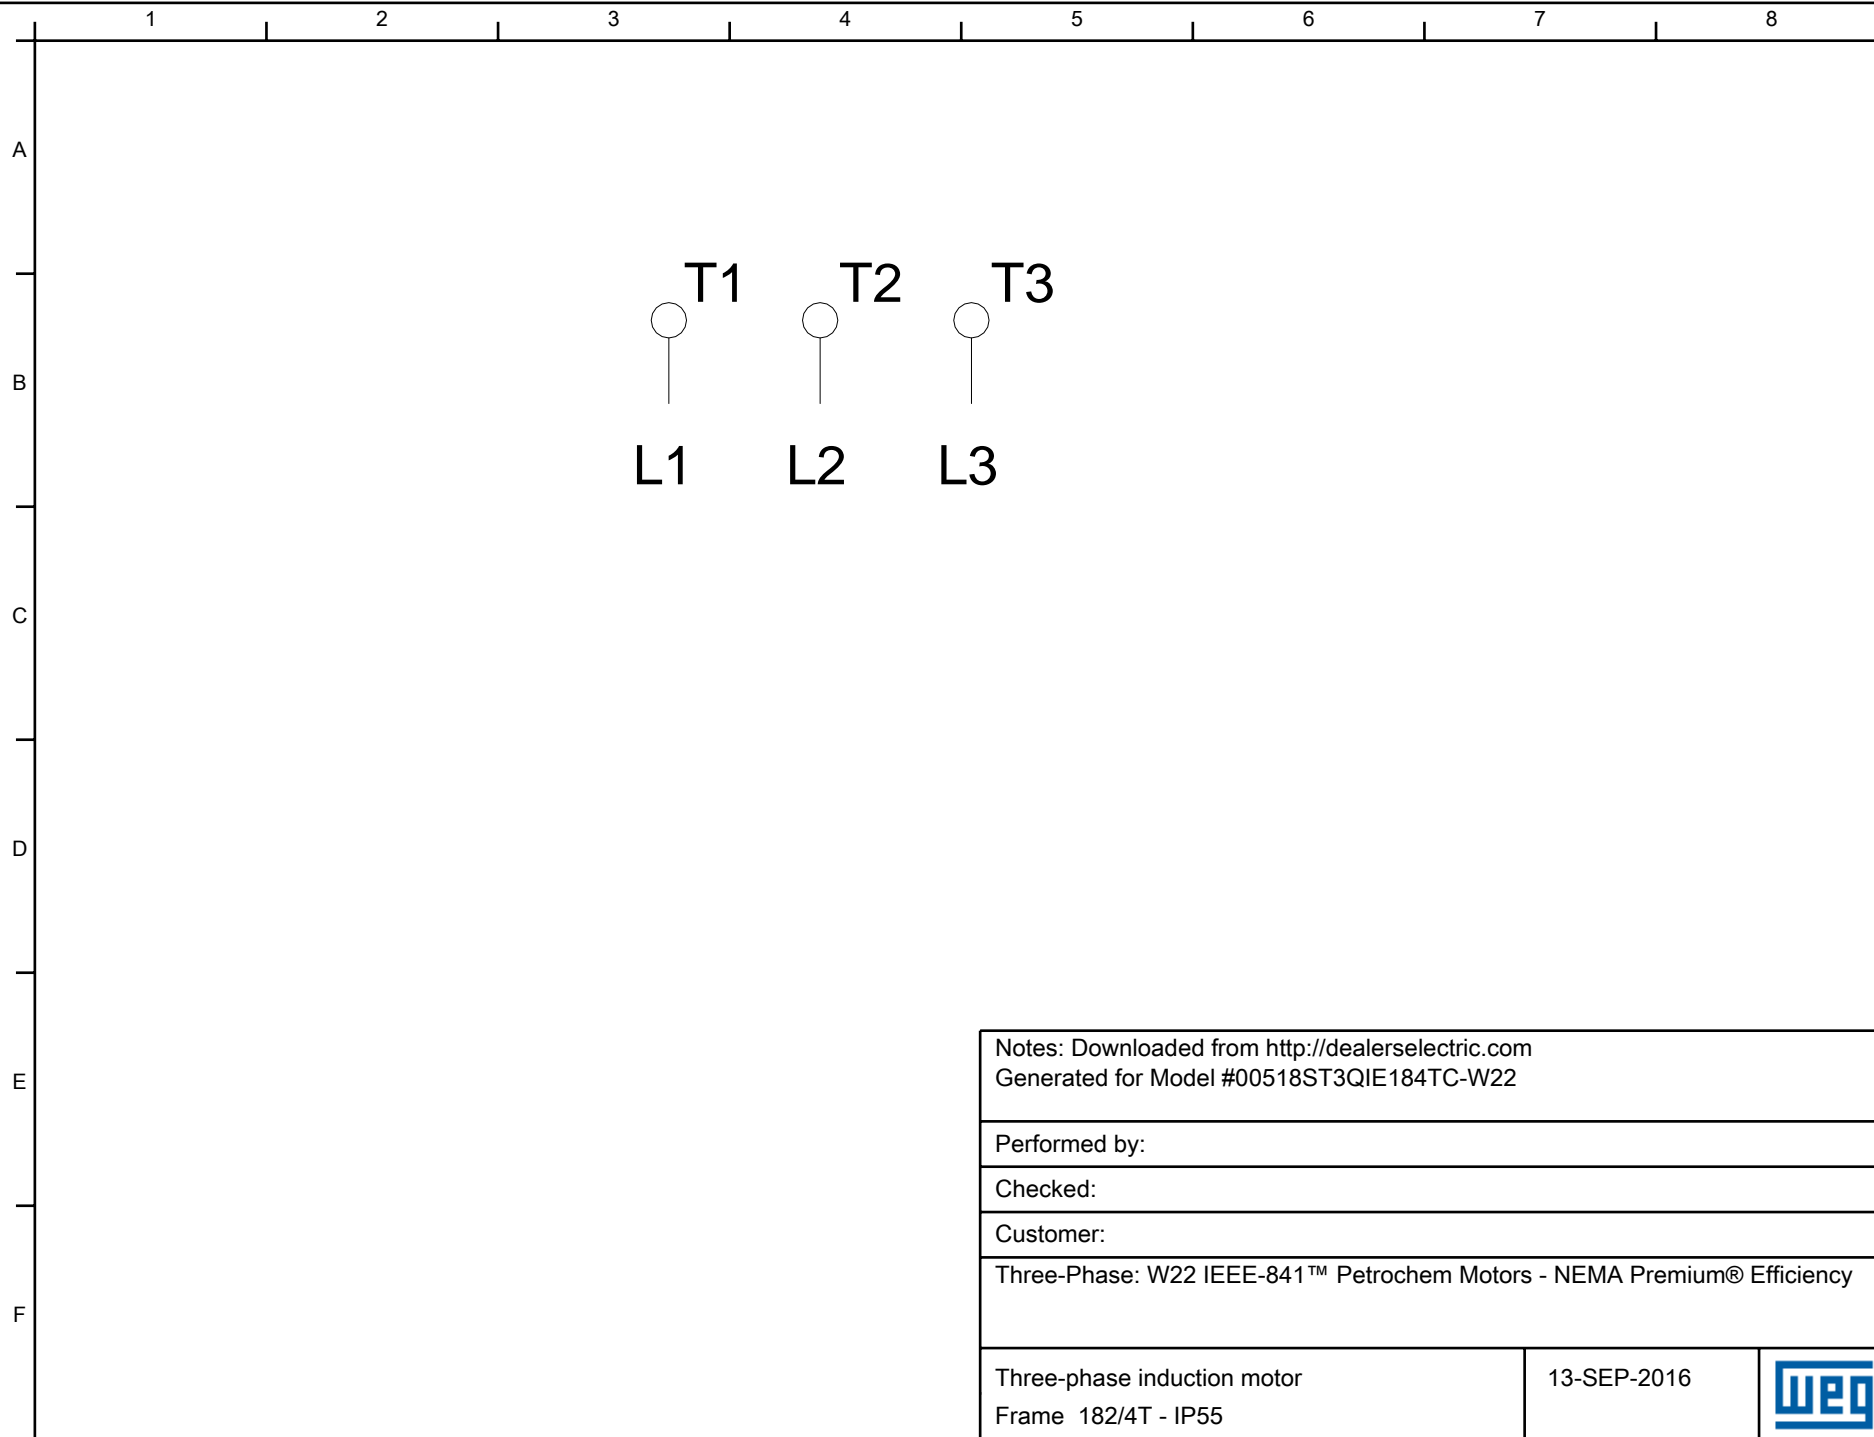 1 2 3 4 5 6 7 8
A
T1 T2 T3
B
L1 L2 L3
C
D
E
Notes: Downloaded from http://dealerselectric.com
Generated for Model #00518ST3QIE184TC-W22
Performed by:
Checked:
Customer:
Three-Phase: W22 IEEE-841™ Petrochem Motors - NEMA Premium® Efficiency
F
Three-phase induction motor
Frame 182/4T - IP55
13-SEP-2016
weg